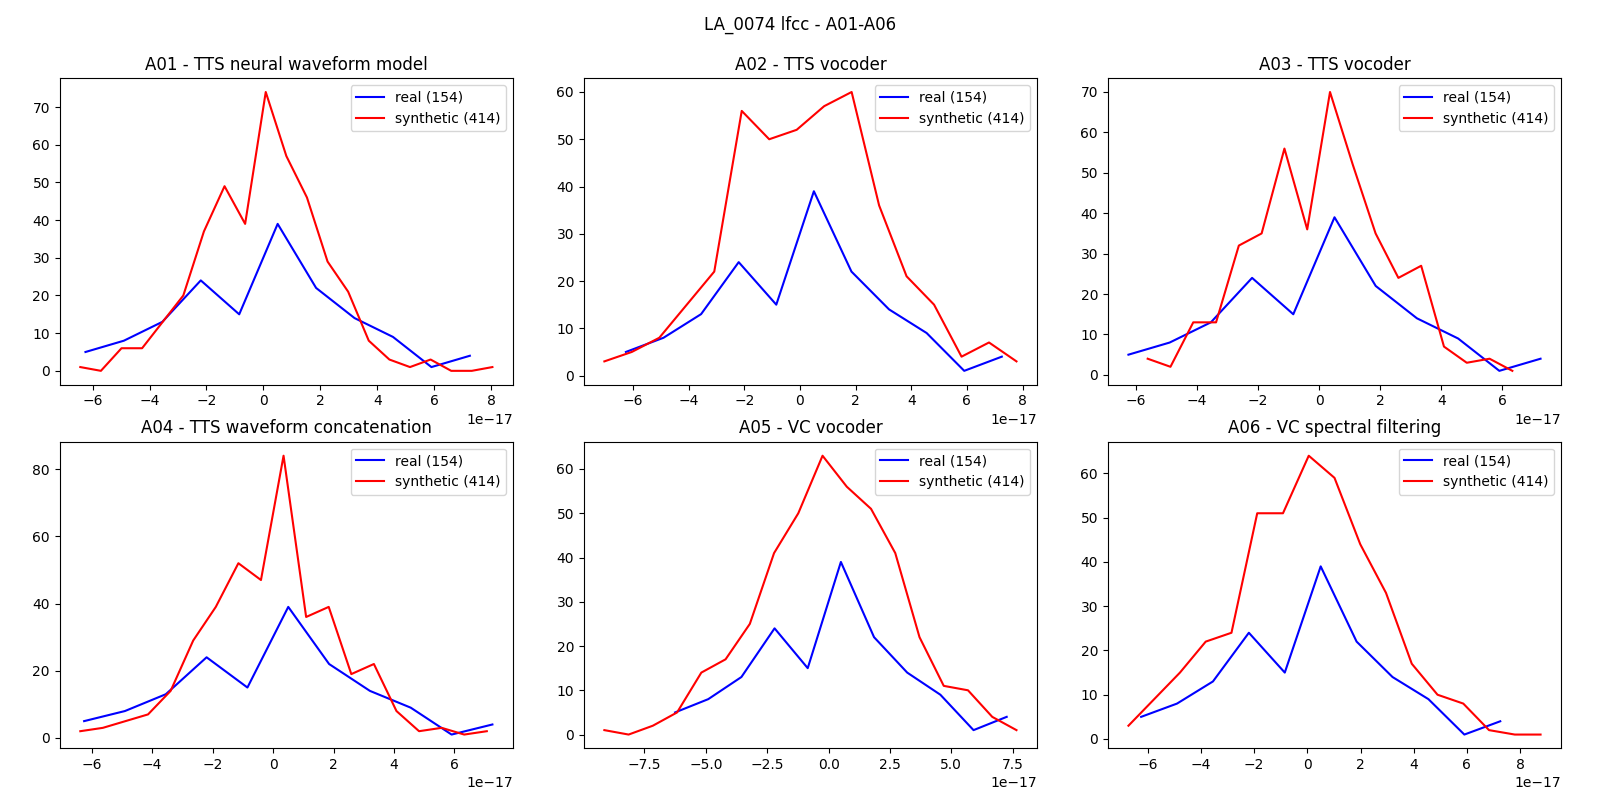 LA_0074 lfcc - A01-A06
A01 - TTS neural waveform model
70
60
50
40
30
20
10
0
−6 −4 −2 0 2 4 6 8
1e−17
real (154)
synthetic (414)
A02 - TTS vocoder
60
50
40
30
20
10
0
−6 −4 −2 0 2 4 6 8
1e−17
real (154)
synthetic (414)
A03 - TTS vocoder
70
60
50
40
30
20
10
0
−6 −4 −2 0 2 4 6
1e−17
real (154)
synthetic (414)
A04 - TTS waveform concatenation
80
60
40
20
0
−6 −4 −2 0 2 4 6
1e−17
real (154)
synthetic (414)
A05 - VC vocoder
60
50
40
30
20
10
0
−7.5 −5.0 −2.5 0.0 2.5 5.0 7.5
1e−17
real (154)
synthetic (414)
A06 - VC spectral filtering
60
50
40
30
20
10
0
−6 −4 −2 0 2 4 6 8
1e−17
real (154)
synthetic (414)